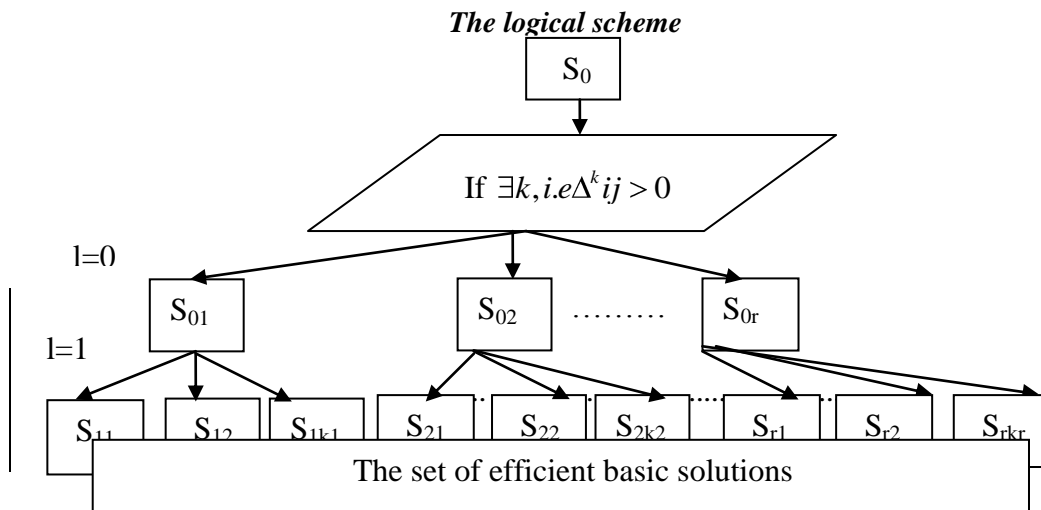 The logical scheme
S₀
If ∃k, i.eΔᵏij > 0
l=0
S₀₁ S₀₂ ......... S₀ᵣ
l=1
S₁₁ S₁₂ S₁ₖ₁ S₂₁ .. S₂₂ . S₂ₖ₂ ..... Sᵣ₁ .. Sᵣ₂ Sᵣₖᵣ
The set of efficient basic solutions